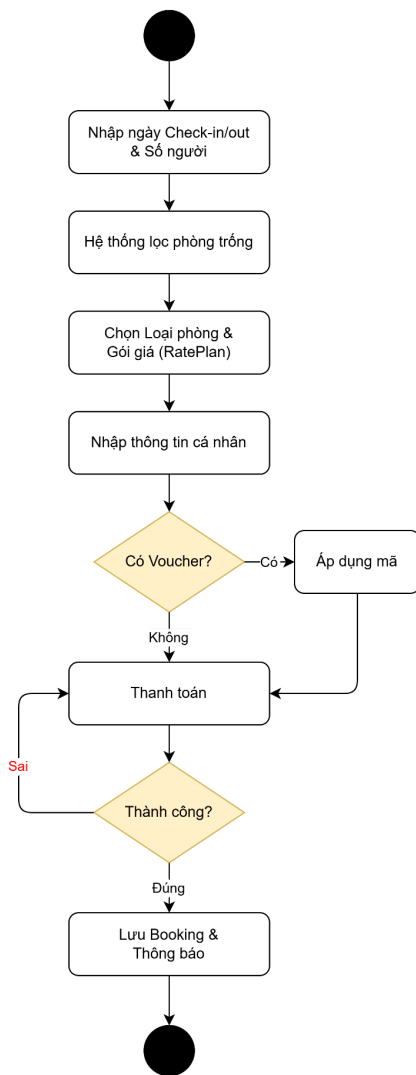 Nhập ngày Check-in/out
& Số người
Hệ thống lọc phòng trống
Chọn Loại phòng &
Gói giá (RatePlan)
Nhập thông tin cá nhân
Có Voucher?
Có
Áp dụng mã
Không
Thanh toán
Sai
Thành công?
Đúng
Lưu Booking &
Thông báo